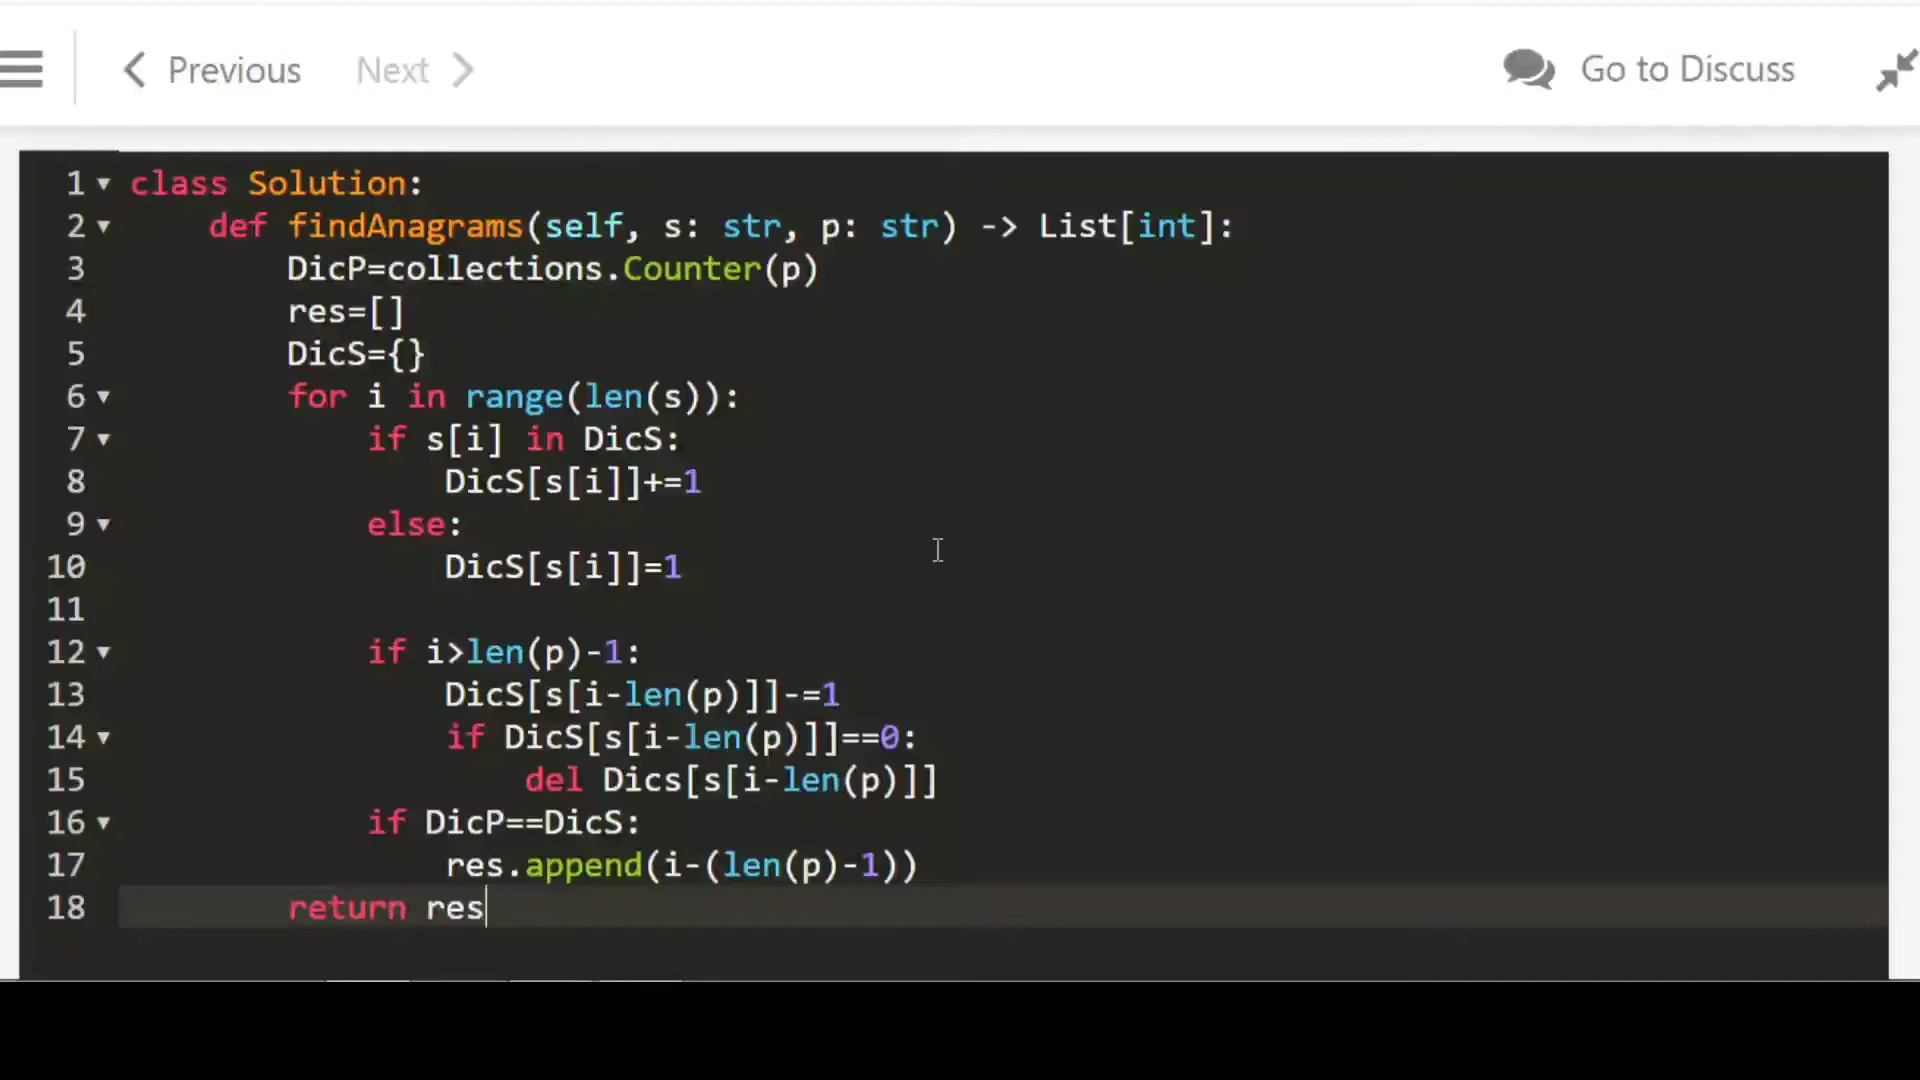 Previous Next Go to Discuss
1 class Solution:
2 def findAnagrams(self, s: str, p: str) -> List[int]:
3 DicP=collections.Counter(p)
4 res=[]
5 DicS={}
6 for i in range(len(s)):
7 if s[i] in DicS:
8 DicS[s[i]]+=1
9 else:
10 DicS[s[i]]=1
11
12 if i>len(p)-1:
13 DicS[s[i-len(p)]]-=1
14 if DicS[s[i-len(p)]]==0:
15 del Dics[s[i-len(p)]]
16 if DicP==DicS:
17 res.append(i-(len(p)-1))
18 return res